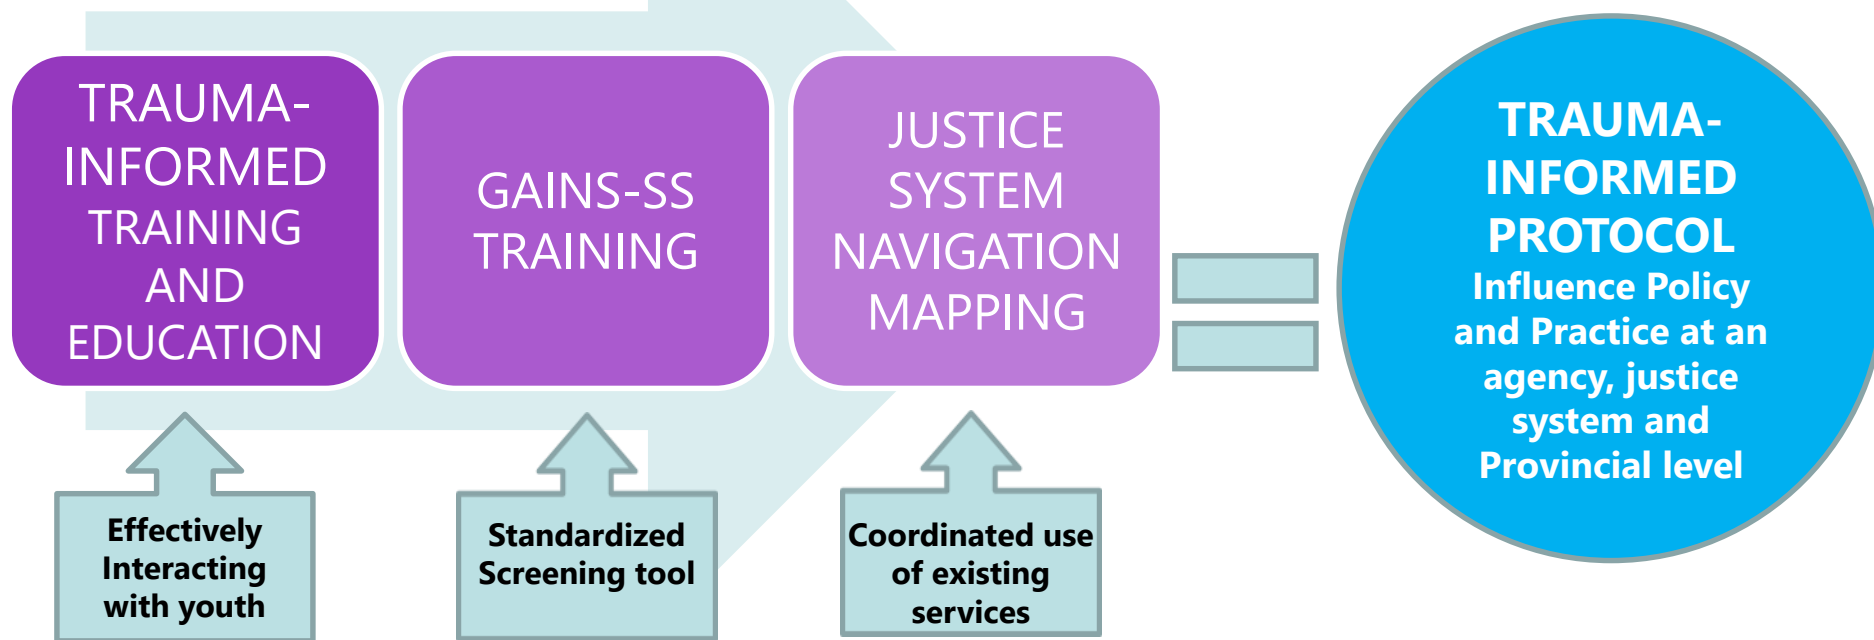 TRAUMA-
INFORMED
TRAINING
AND
EDUCATION
GAINS-SS
TRAINING
JUSTICE
SYSTEM
NAVIGATION
MAPPING
TRAUMA-
INFORMED
PROTOCOL
Influence Policy
and Practice at an
agency, justice
system and
Provincial level
Effectively
Interacting
with youth
Standardized
Screening tool
Coordinated use
of existing
services